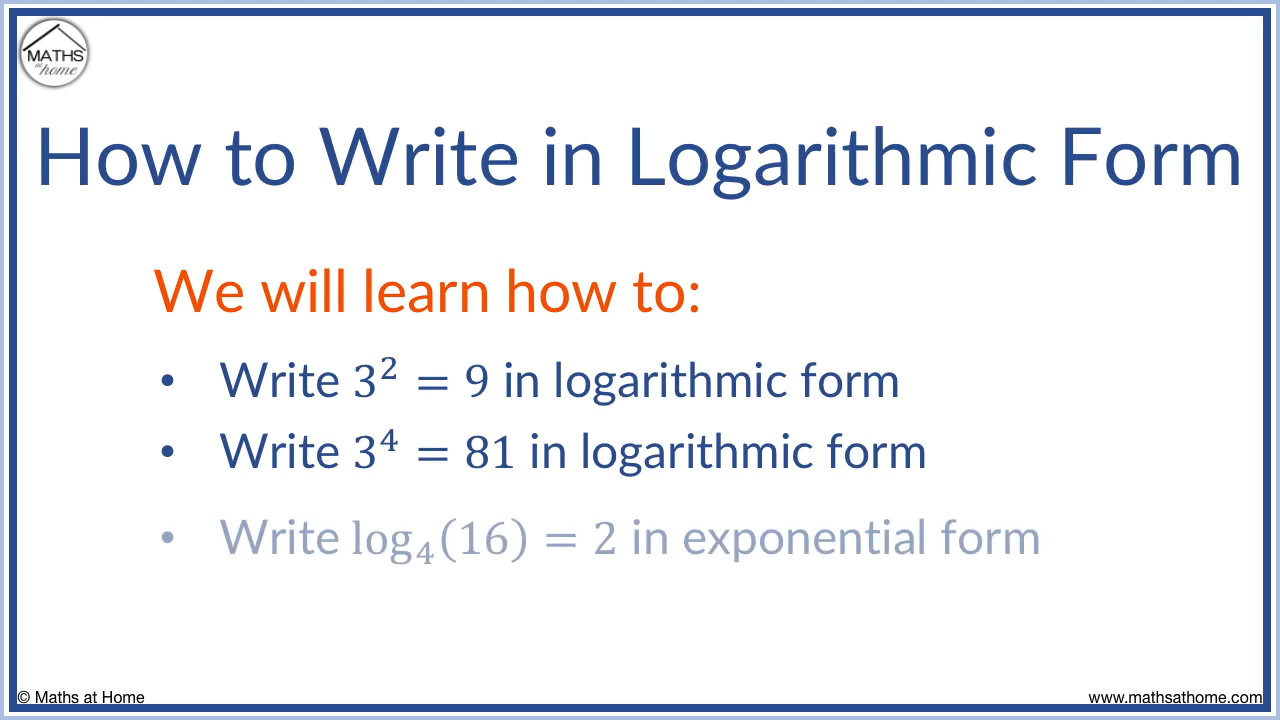 MATHS
at home
How to Write in Logarithmic Form
We will learn how to:
• Write 3² = 9 in logarithmic form
• Write 3⁴ = 81 in logarithmic form
• Write log₄(16) = 2 in exponential form
© Maths at Home
www.mathsathome.com